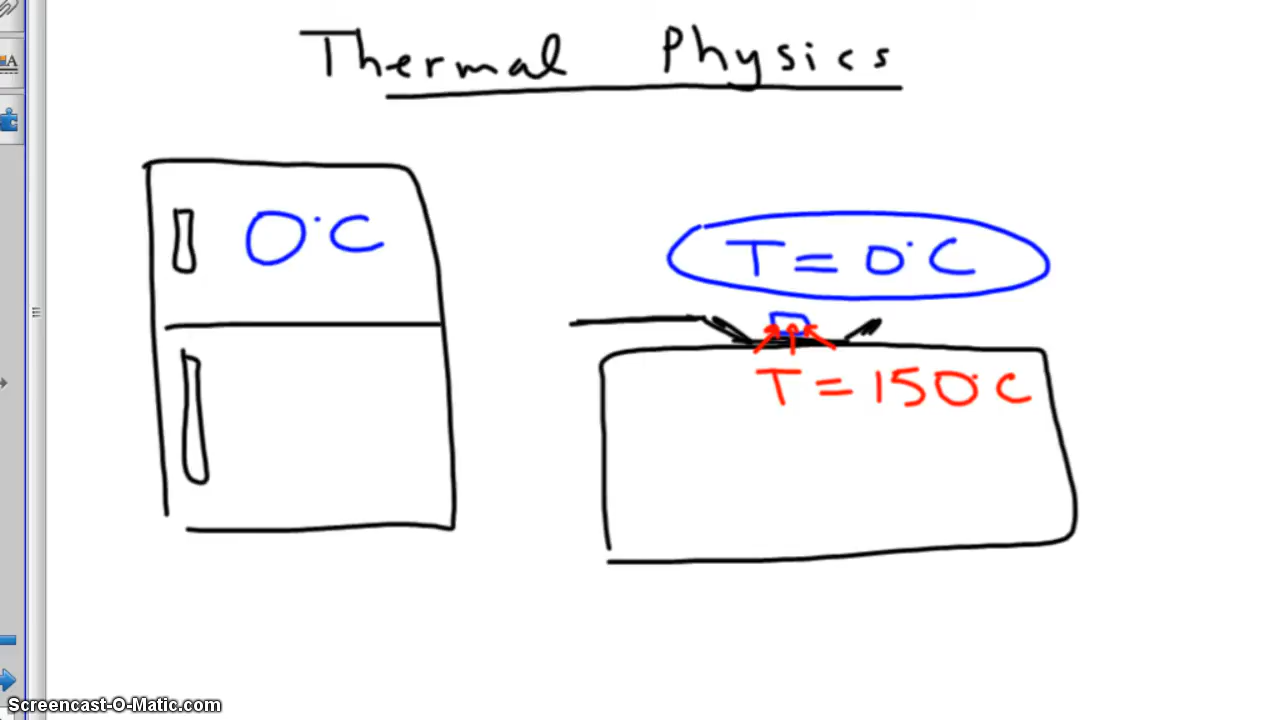 Thermal Physics
0°C
T = 0°C
T = 150°C
A
Screencast-O-Matic.com